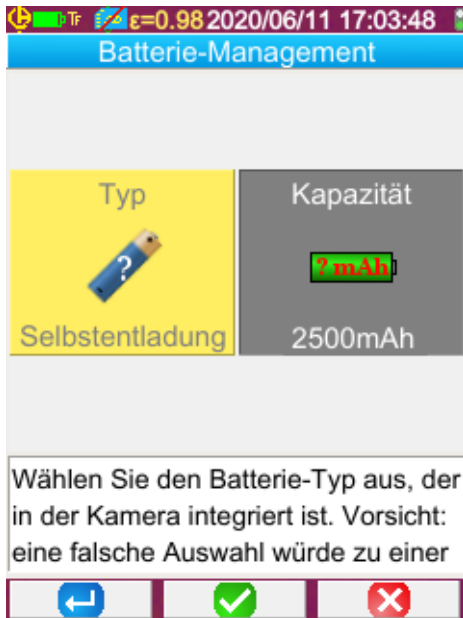 TF ε=0.98 2020/06/11 17:03:48
Batterie-Management
Typ
?
Selbstentladung
Kapazität
? mAh
2500mAh
Wählen Sie den Batterie-Typ aus, der
in der Kamera integriert ist. Vorsicht:
eine falsche Auswahl würde zu einer